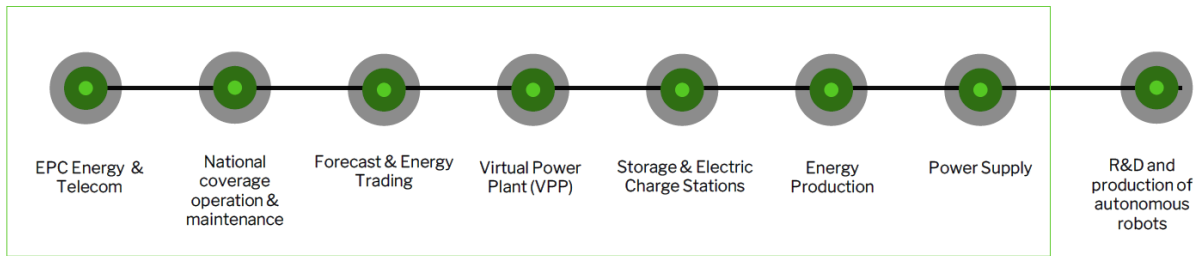 EPC Energy &
Telecom
National
coverage
operation &
maintenance
Forecast & Energy
Trading
Virtual Power
Plant (VPP)
Storage & Electric
Charge Stations
Energy
Production
Power Supply
R&D and
production of
autonomous
robots